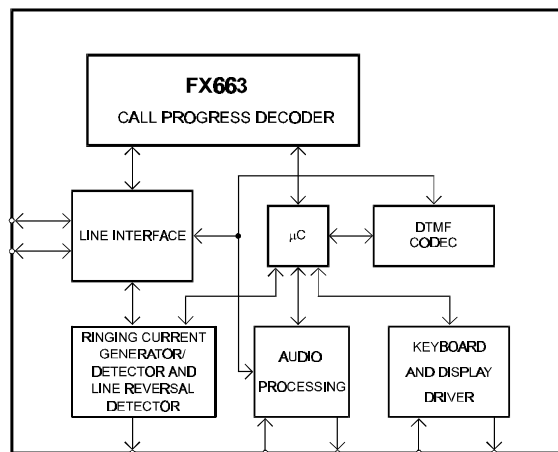 FX663
CALL PROGRESS DECODER
LINE INTERFACE
µC
DTMF
CODEC
RINGING CURRENT
GENERATOR/
DETECTOR AND
LINE REVERSAL
DETECTOR
AUDIO
PROCESSING
KEYBOARD
AND DISPLAY
DRIVER